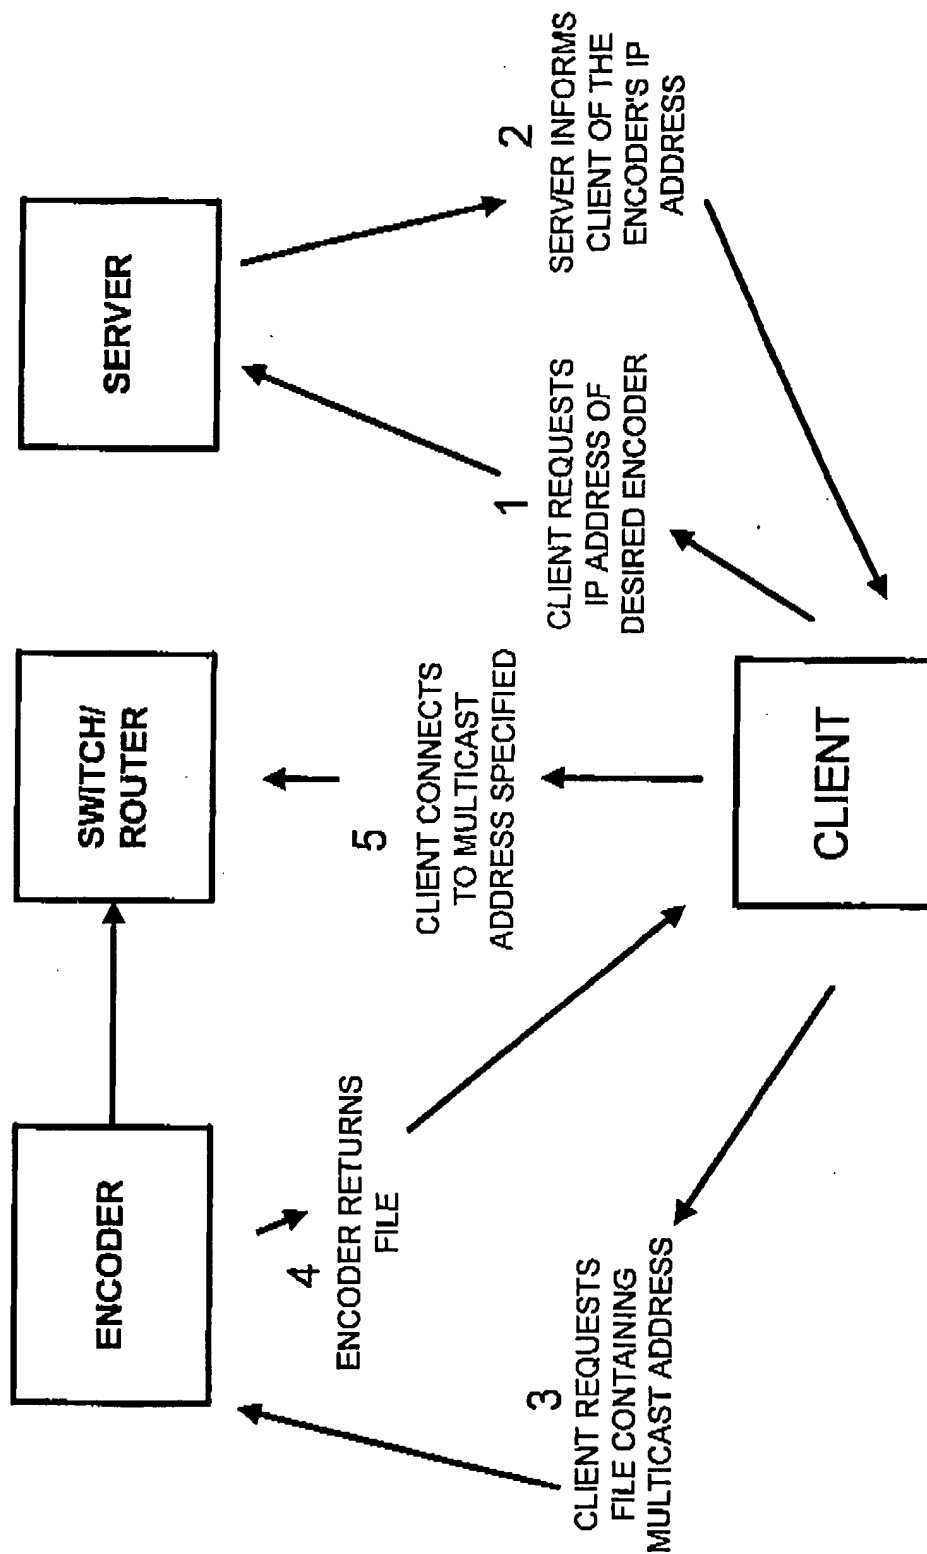 ENCODER
SWITCH/
ROUTER
SERVER
4
ENCODER RETURNS
FILE
5
CLIENT CONNECTS
TO MULTICAST
ADDRESS SPECIFIED
1
CLIENT REQUESTS
IP ADDRESS OF
DESIRED ENCODER
2
SERVER INFORMS
CLIENT OF THE
ENCODER'S IP
ADDRESS
3
CLIENT REQUESTS
FILE CONTAINING
MULTICAST ADDRESS
CLIENT